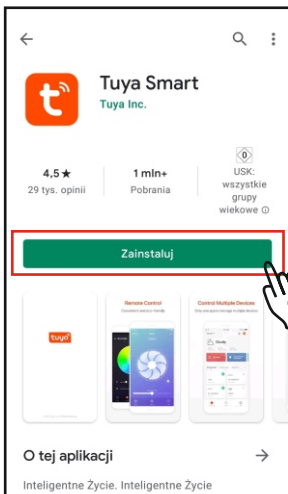 Tuya Smart
Tuya Inc.
4,5 ★
29 tys. opinii
1 mln+
Pobrania
0
USK:
wszystkie
grupy
wiekowe
Zainstaluj
tuya
Remote Control
Control Multiple Devices
O tej aplikacji
Inteligentne Życie. Inteligentne Życie